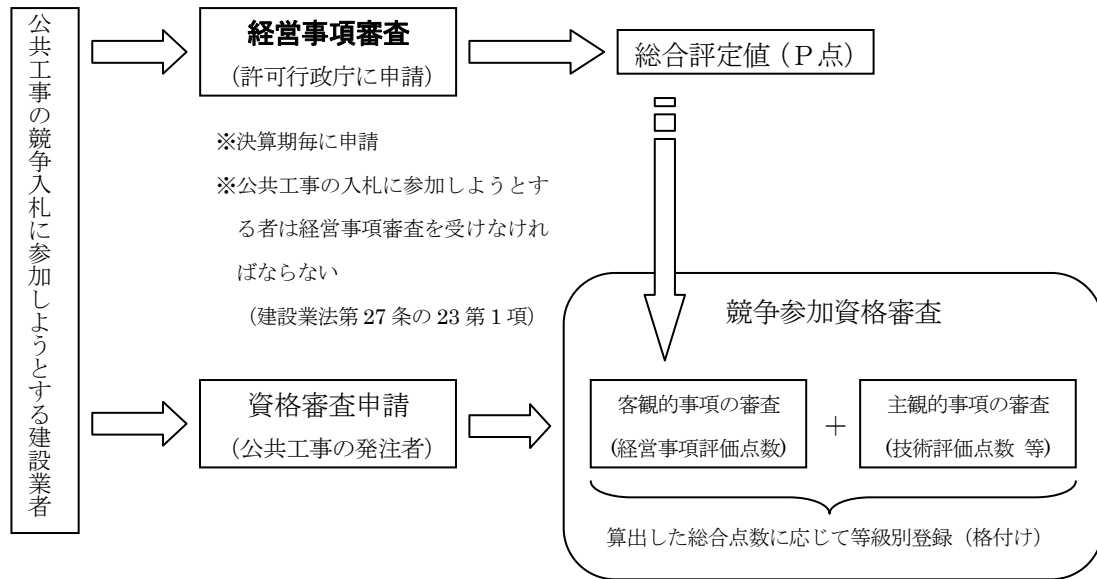 公共工事の競争入札に参加しようとする建設業者
経営事項審査
(許可行政庁に申請)
総合評定値(P点)
※決算期毎に申請
※公共工事の入札に参加しようとす
る者は経営事項審査を受けなけれ
ばならない
(建設業法第27条の23第1項)
資格審査申請
(公共工事の発注者)
競争参加資格審査
客観的事項の審査
(経営事項評価点数)
+
主観的事項の審査
(技術評価点数 等)
算出した総合点数に応じて等級別登録(格付け)